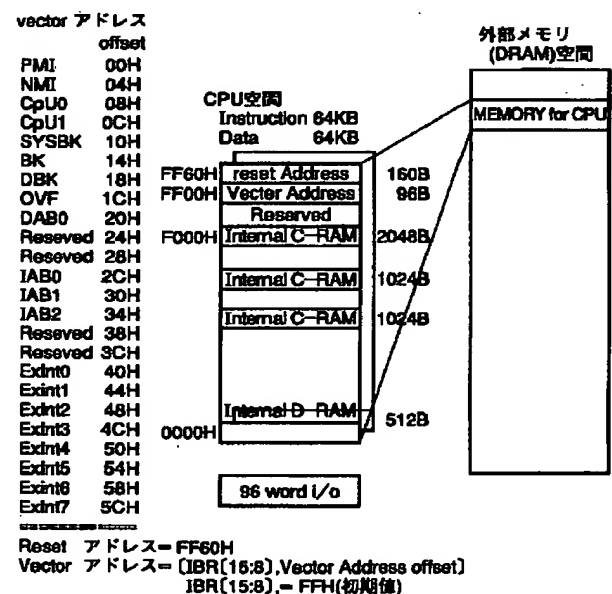 vector アドレス
offset
PMI 00H
NMI 04H
CpU0 08H
CpU1 0CH
SYSBK 10H
BK 14H
DBK 18H
OVF 1CH
DAB0 20H
Reseved 24H
Reseved 28H
IAB0 2CH
IAB1 30H
IAB2 34H
Reseved 38H
Reseved 3CH
ExInt0 40H
Exint1 44H
ExInt2 48H
ExInt3 4CH
ExInt4 50H
ExInt5 54H
Exint6 58H
ExInt7 5CH
CPU空間
Instruction 64KB
Data 64KB
FF60H reset Address 160B
FF00H Vecter Address 96B
Reserved
F000H Internal C-RAM 2048B
Internal C-RAM 1024B
Internal C-RAM 1024B
Internal D-RAM 512B
0000H
96 word i/o
外部メモリ
(DRAM)空間
MEMORY for CPU
Reset アドレス= FF60H
Vector アドレス= [IBR[15:8],Vector Address offset]
IBR[15:8],= FFH(初期値)